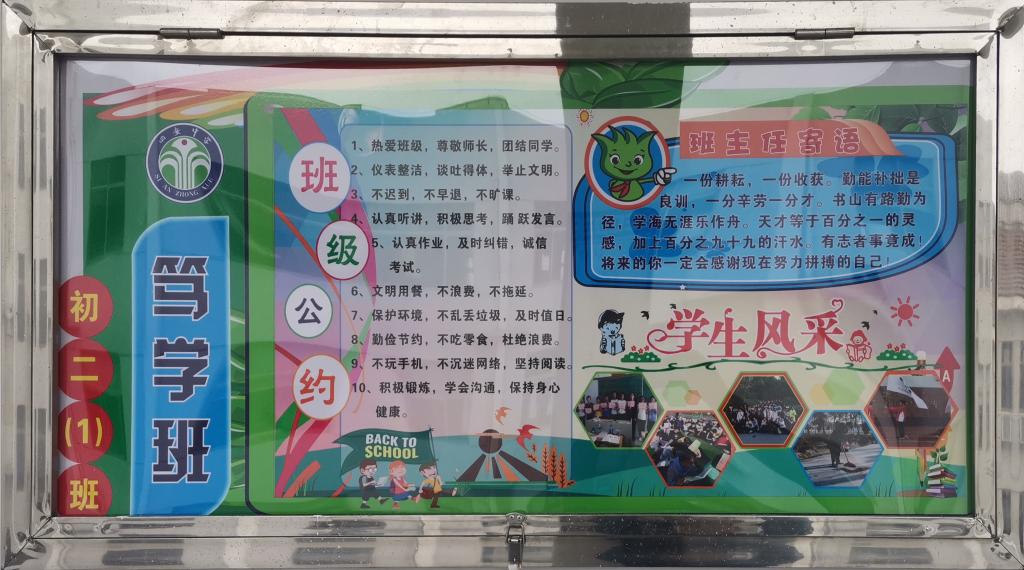 SI AN ZHONG XUE
初二(1)班
笃学班
班级公约
1、热爱班级，尊敬师长，团结同学。
2、仪表整洁，谈吐得体，举止文明。
3、不迟到，不早退，不旷课。
4、认真听讲，积极思考，踊跃发言。
5、认真作业，及时纠错，诚信
考试。
6、文明用餐，不浪费，不拖延。
7、保护环境，不乱丢垃圾，及时值日。
8、勤俭节约，不吃零食，杜绝浪费。
9、不玩手机，不沉迷网络，坚持阅读。
10、积极锻炼，学会沟通，保持身心
健康。
BACK TO
SCHOOL
班主任寄语
一份耕耘，一份收获。勤能补拙是
良训，一分辛劳一分才。书山有路勤为
径，学海无涯乐作舟。天才等于百分之一的灵
感，加上百分之九十九的汗水。有志者事竟成！
将来的你一定会感谢现在努力拼搏的自己！
学生风采
A